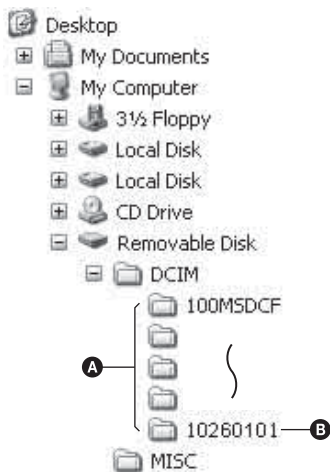 Desktop
My Documents
My Computer
3½ Floppy
Local Disk
Local Disk
CD Drive
Removable Disk
DCIM
100MSDCF
A
10260101 B
MISC